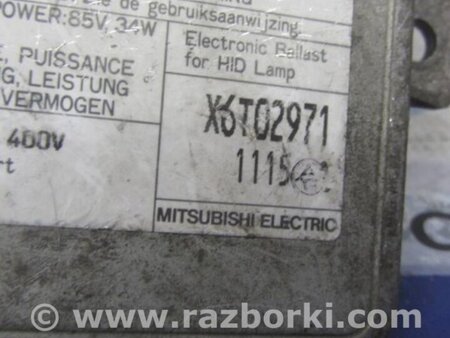 de gebruiksaanwijzing
POWER:85V,34W
PUISSANCE
LEISTUNG
VERMOGEN
400V
Electronic Ballast
for HID Lamp
X6T02971
1115
MITSUBISHI ELECTRIC
www.razborki.com